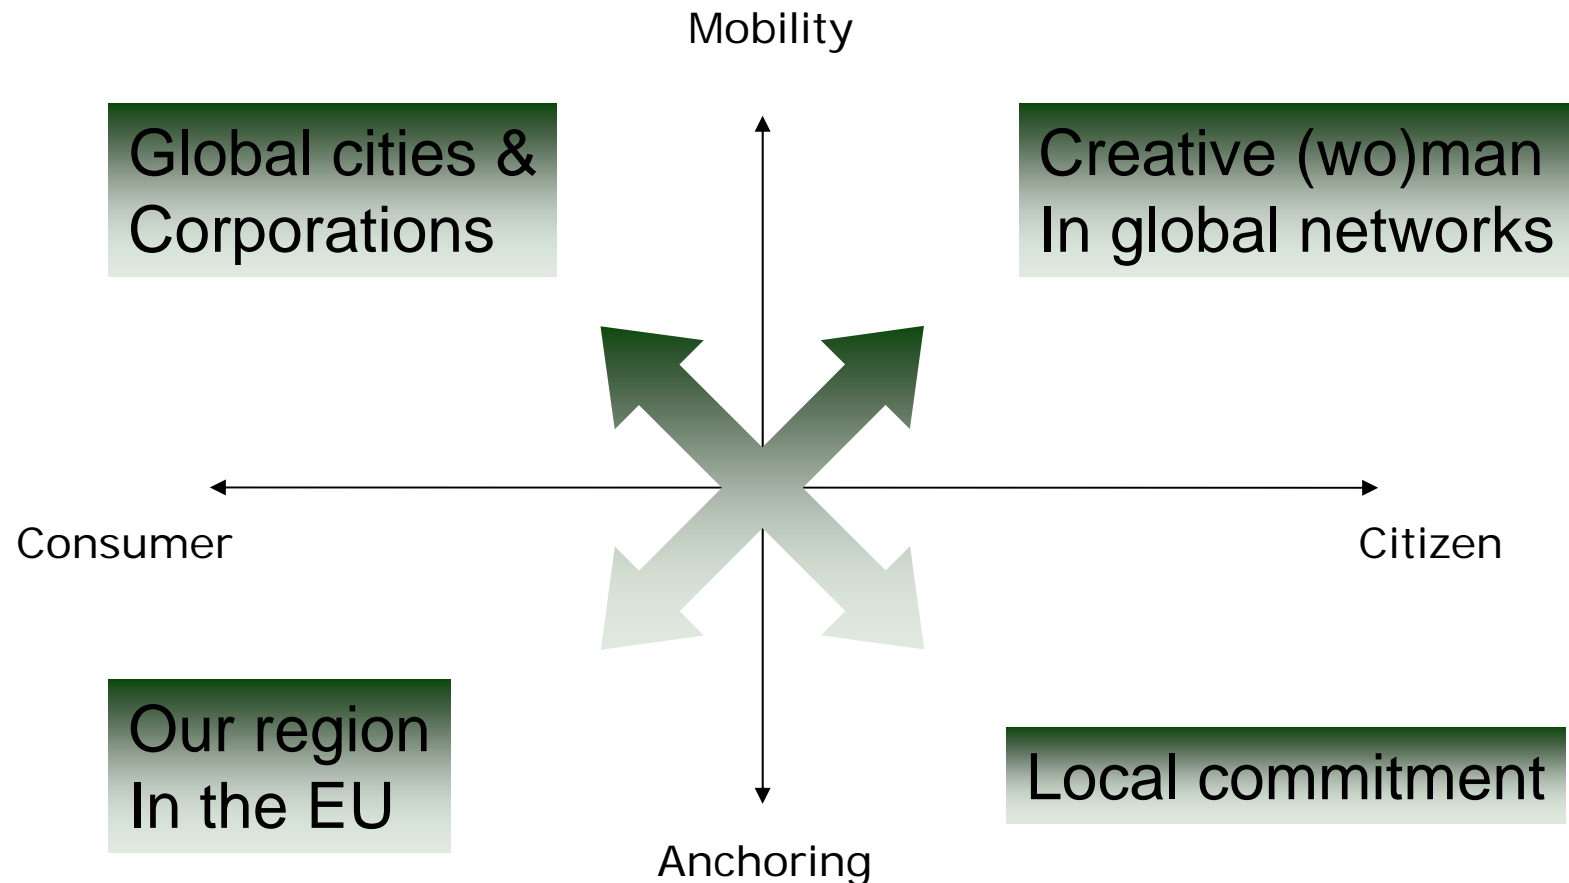 Mobility
Global cities &
Corporations
Creative (wo)man
In global networks
Consumer
Citizen
Our region
In the EU
Local commitment
Anchoring